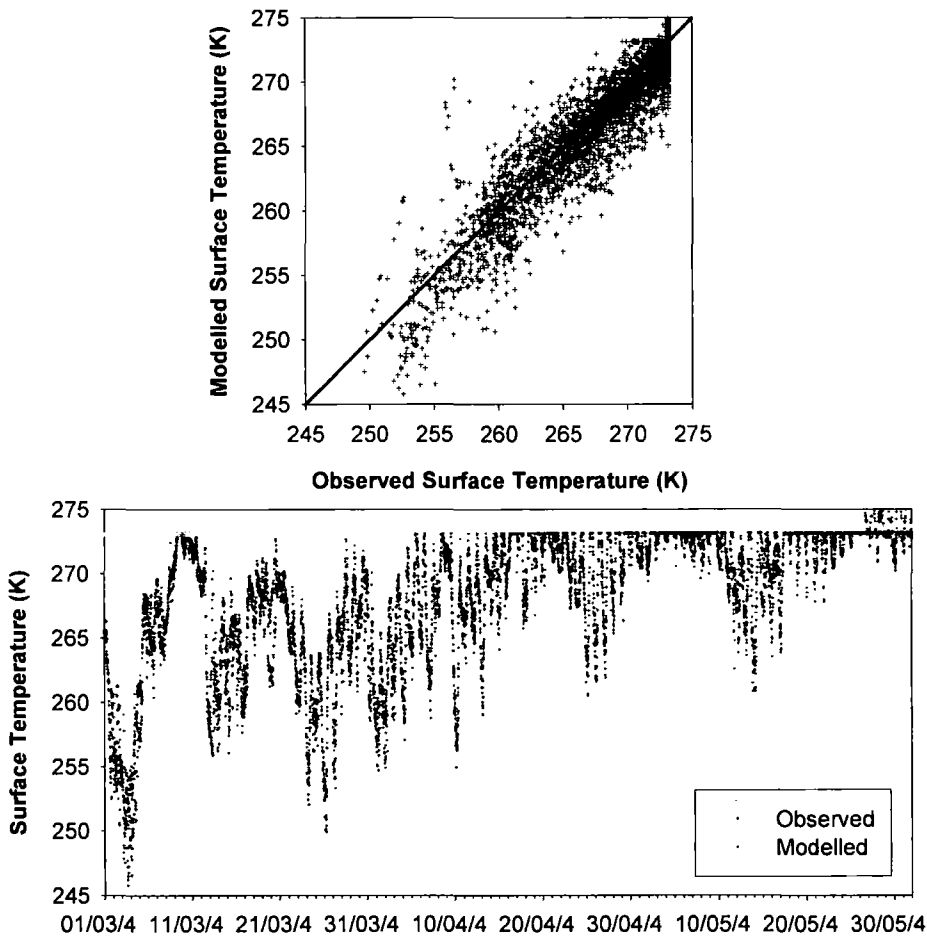 Modelled Surface Temperature (K)
275
270
265
260
255
250
245
245 250 255 260 265 270 275
Observed Surface Temperature (K)
Surface Temperature (K)
275
270
265
260
255
250
245
Observed
Modelled
01/03/4 11/03/4 21/03/4 31/03/4 10/04/4 20/04/4 30/04/4 10/05/4 20/05/4 30/05/4